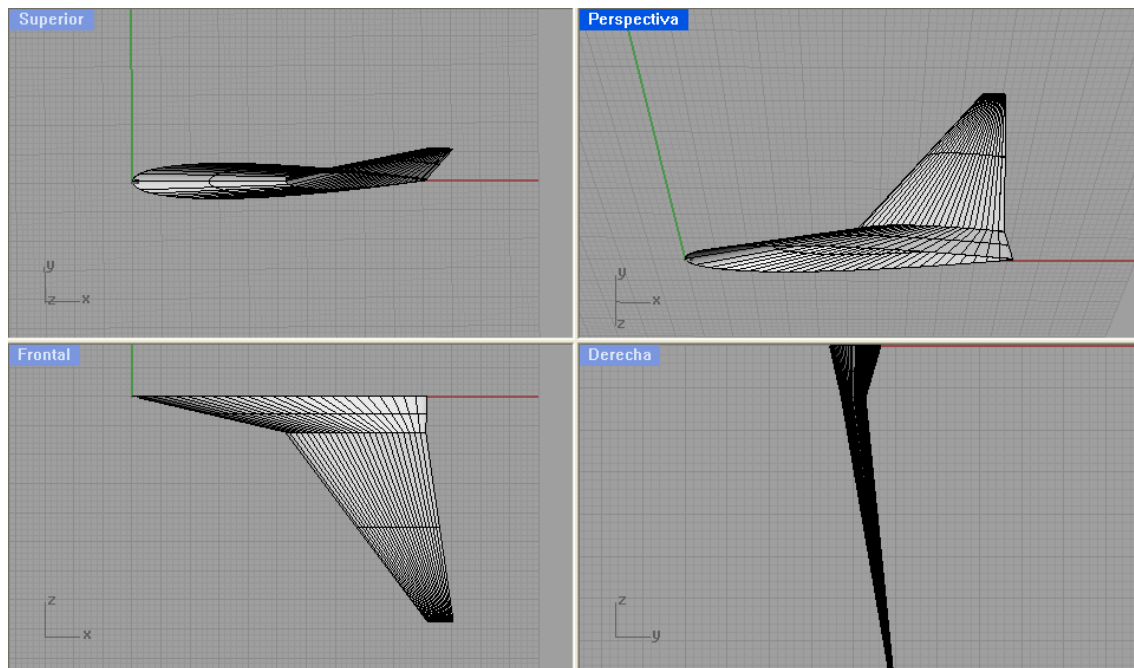 Superior
y
z x
Perspectiva
y
x
z
Frontal
z
x
Derecha
z
y